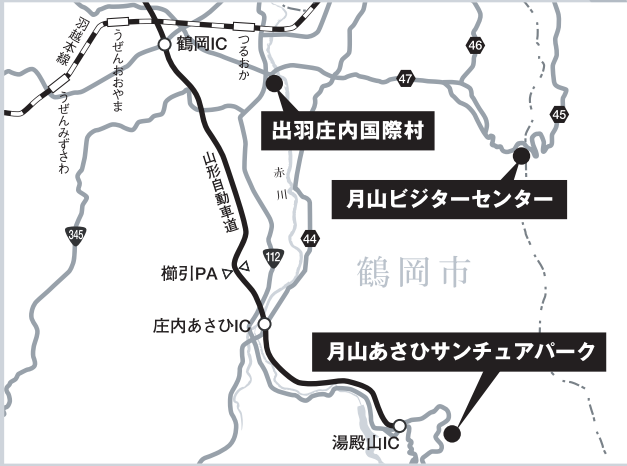 羽越本線
うぜんおおやま
鶴岡IC
つるおか
46
47
45
うぜんみずさわ
出羽庄内国際村
山形自動車道
赤川
月山ビジターセンター
345
44
112
櫛引PA
鶴岡市
庄内あさひIC
月山あさひサンチュアパーク
湯殿山IC